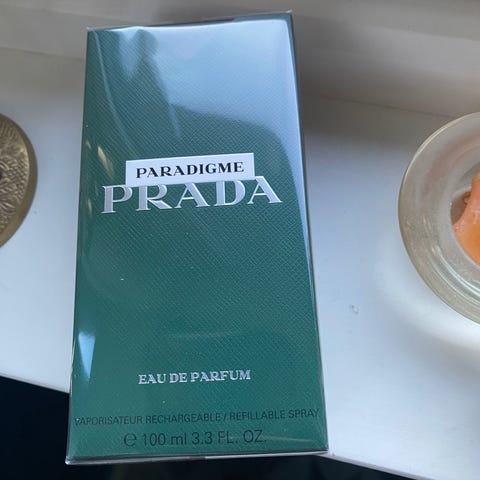 PARADIGME
PRADA
EAU DE PARFUM
VAPORISATEUR RECHARGEABLE / REFILLABLE SPRAY
℮ 100 ml 3.3 FL. OZ.